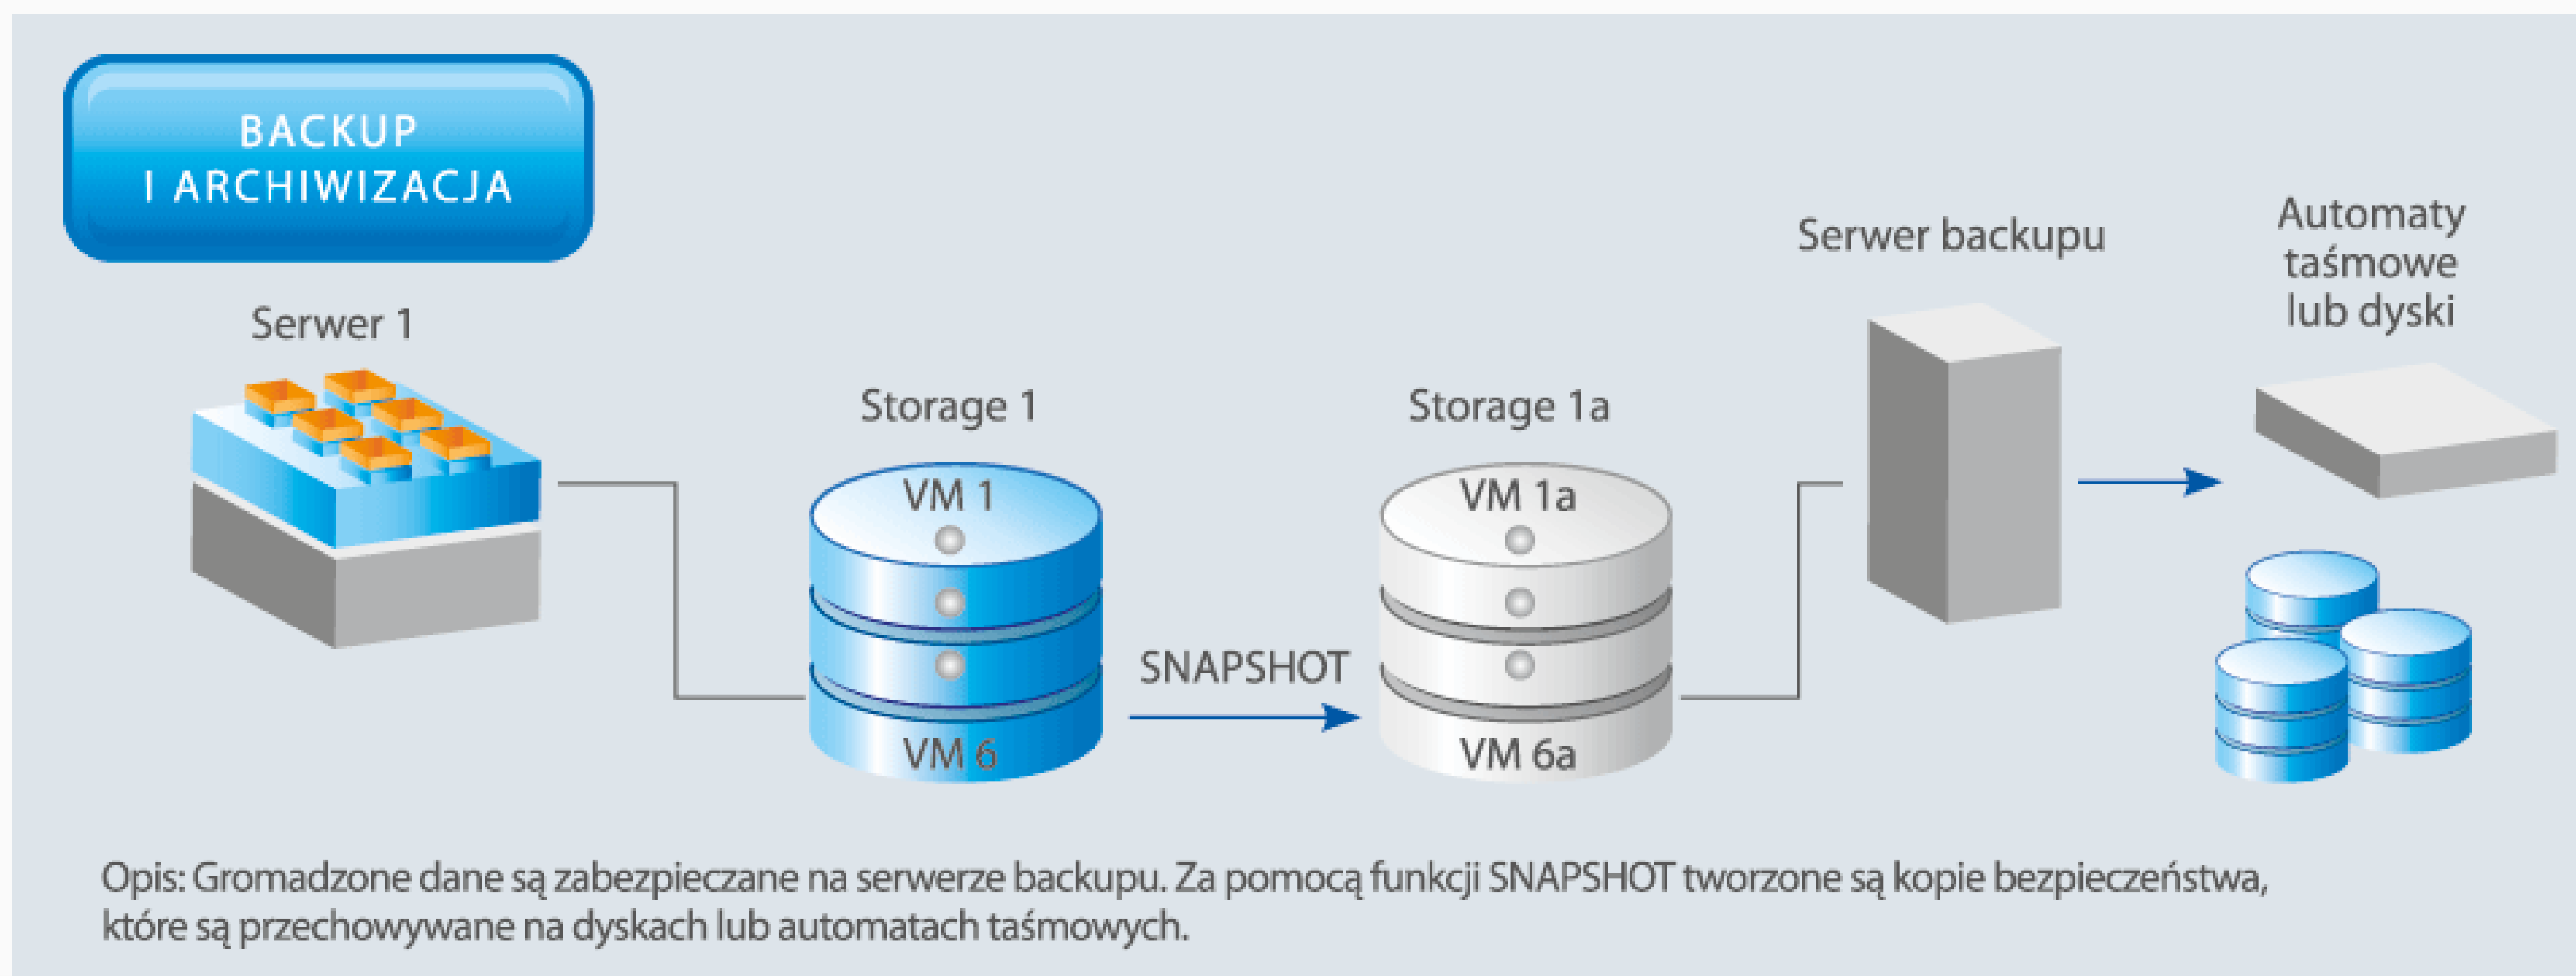 BACKUP
I ARCHIWIZACJA
Serwer 1
Storage 1
VM 1
VM 6
SNAPSHOT
Storage 1a
VM 1a
VM 6a
Serwer backupu
Automaty
taśmowe
lub dyski
Opis: Gromadzone dane są zabezpieczane na serwerze backupu. Za pomocą funkcji SNAPSHOT tworzone są kopie bezpieczeństwa,
które są przechowywane na dyskach lub automatach taśmowych.